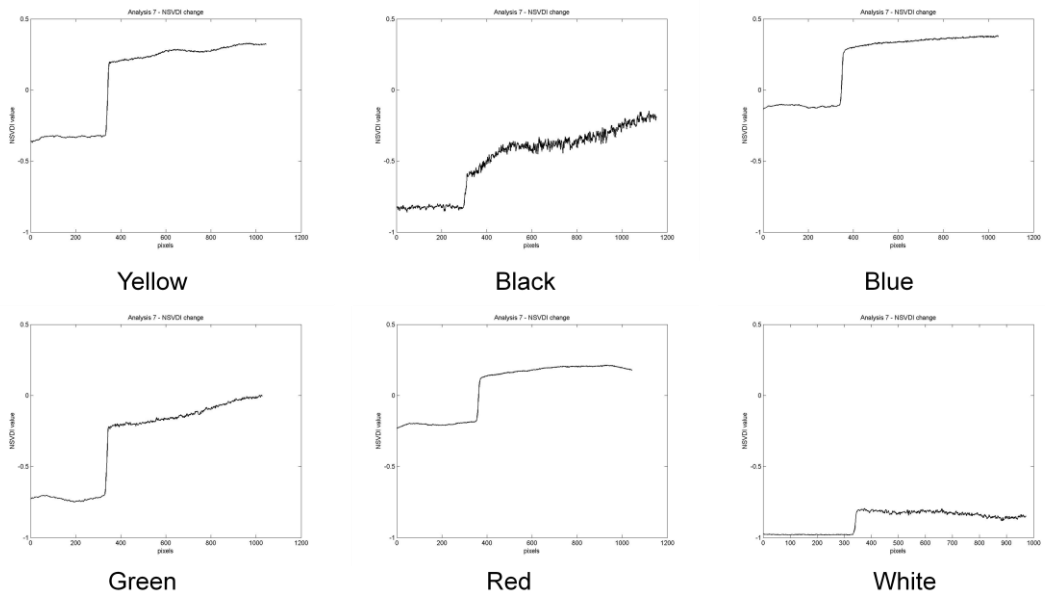 Analysis 7 - NSVDI change
0.5
0
-0.5
-1
NSVDI value
0 200 400 600 800 1000 1200
pixels
Yellow
Analysis 7 - NSVDI change
0.5
0
-0.5
-1
NSVDI value
0 200 400 600 800 1000 1200
pixels
Black
Analysis 7 - NSVDI change
0.5
0
-0.5
-1
NSVDI value
0 200 400 600 800 1000 1200
pixels
Blue
Analysis 7 - NSVDI change
0.5
0
-0.5
-1
NSVDI value
0 200 400 600 800 1000 1200
pixels
Green
Analysis 7 - NSVDI change
0.5
0
-0.5
-1
NSVDI value
0 200 400 600 800 1000 1200
pixels
Red
Analysis 7 - NSVDI change
0.5
0
-0.5
-1
NSVDI value
0 100 200 300 400 500 600 700 800 900 1000
pixels
White